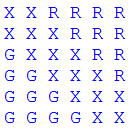 X X R R R R
X X X R R R
G X X X R R
G G X X X R
G G G X X X
G G G G X X